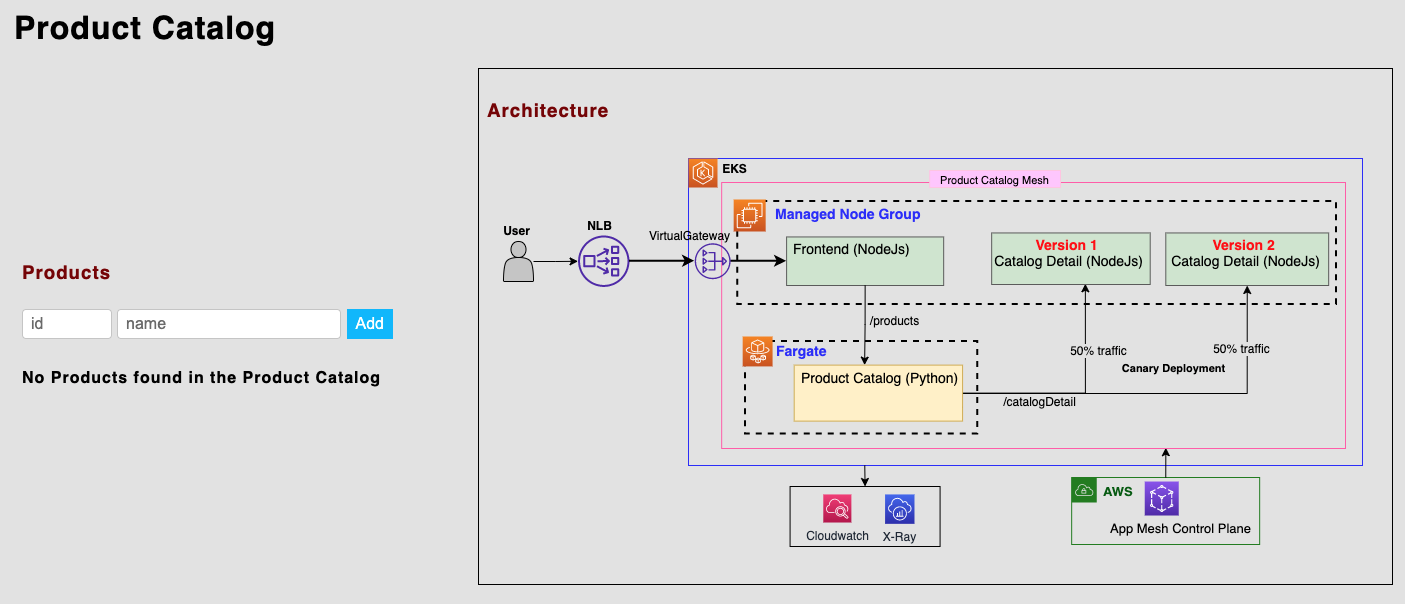 Product Catalog
Products
id
name
Add
No Products found in the Product Catalog
Architecture
EKS
Product Catalog Mesh
Managed Node Group
User
NLB
VirtualGateway
Frontend (NodeJs)
Version 1
Catalog Detail (NodeJs)
Version 2
Catalog Detail (NodeJs)
/products
Fargate
50% traffic
50% traffic
Canary Deployment
Product Catalog (Python)
/catalogDetail
Cloudwatch
X-Ray
AWS
App Mesh Control Plane